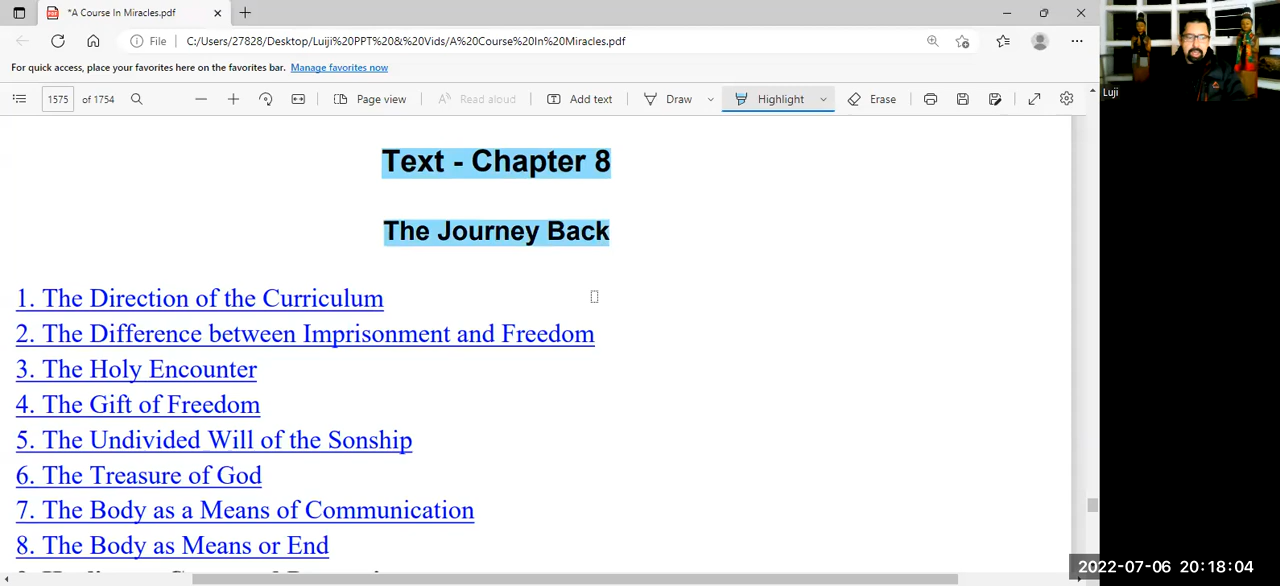 *A Course In Miracles.pdf
File C:/Users/27828/Desktop/Luiji%20PPT%20&%20Vids/A%20Course%20In%20Miracles.pdf
For quick access, place your favorites here on the favorites bar. Manage favorites now
1575 of 1754 Page view Read aloud Add text Draw Highlight Erase
Luji
Text - Chapter 8
The Journey Back
1. The Direction of the Curriculum
2. The Difference between Imprisonment and Freedom
3. The Holy Encounter
4. The Gift of Freedom
5. The Undivided Will of the Sonship
6. The Treasure of God
7. The Body as a Means of Communication
8. The Body as Means or End
2022-07-06 20:18:04